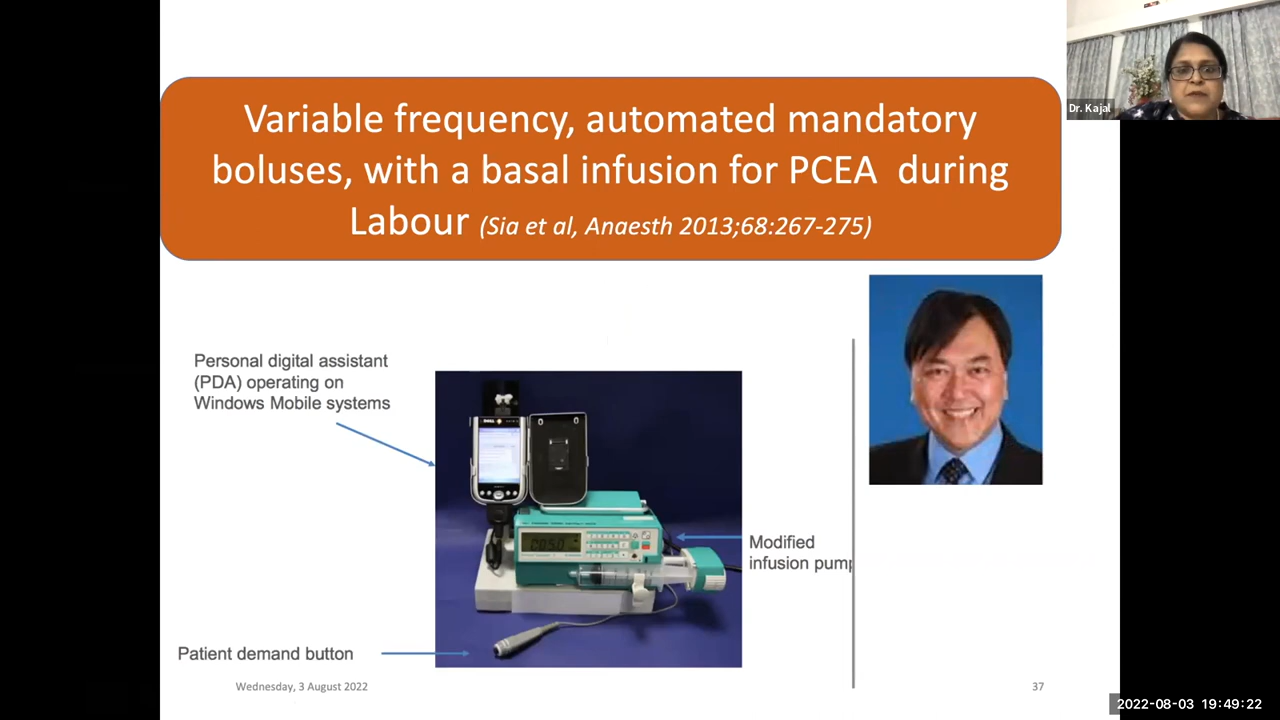 Variable frequency, automated mandatory
boluses, with a basal infusion for PCEA during
Labour (Sia et al, Anaesth 2013;68:267-275)
Dr. Kajal
Personal digital assistant
(PDA) operating on
Windows Mobile systems
DELL
Modified
infusion pump
Patient demand button
Wednesday, 3 August 2022
37
2022-08-03 19:49:22